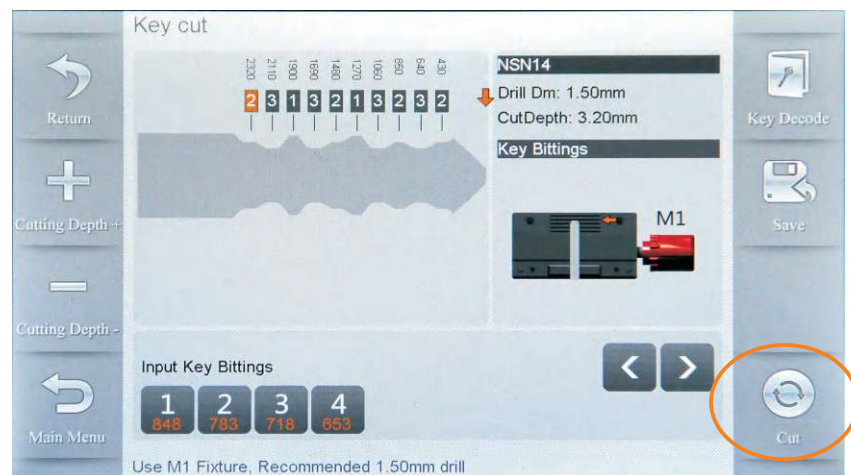 Key cut
Return
Cutting Depth +
Cutting Depth -
Main Menu
2320 2110 1900 1690 1480 1270 1060 850 640 430
2 3 1 3 2 1 3 2 3 2
NSN14
Drill Dm: 1.50mm
CutDepth: 3.20mm
Key Bittings
M1
Input Key Bittings
1 2 3 4
848 783 718 653
< >
Use M1 Fixture, Recommended 1.50mm drill
Key Decode
Save
Cut